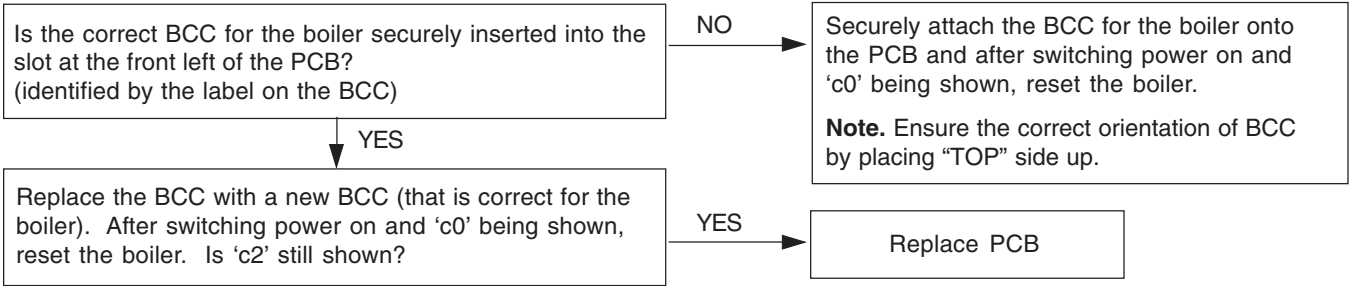 Is the correct BCC for the boiler securely inserted into the
slot at the front left of the PCB?
(identified by the label on the BCC)
NO
Securely attach the BCC for the boiler onto
the PCB and after switching power on and
‘c0’ being shown, reset the boiler.
Note. Ensure the correct orientation of BCC
by placing “TOP” side up.
YES
Replace the BCC with a new BCC (that is correct for the
boiler). After switching power on and ‘c0’ being shown,
reset the boiler. Is ‘c2’ still shown?
YES
Replace PCB